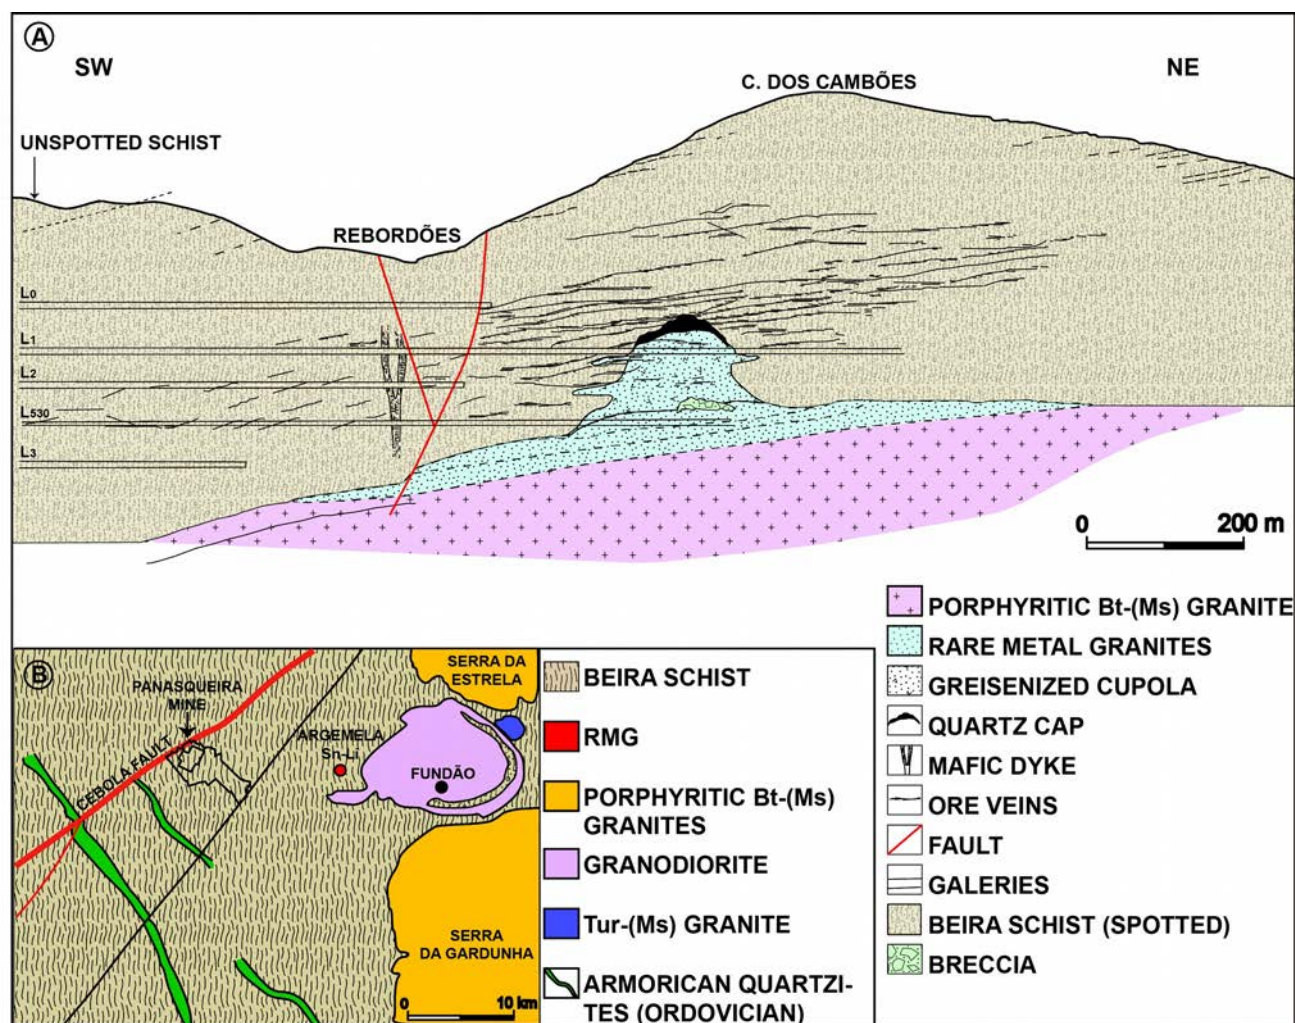 A
SW
NE
C. DOS CAMBÕES
UNSPOTTED SCHIST
REBORDÕES
L0
L1
L2
L530
L3
0 200 m
PORPHYRITIC Bt-(Ms) GRANITE
RARE METAL GRANITES
GREISENIZED CUPOLA
QUARTZ CAP
MAFIC DYKE
ORE VEINS
FAULT
GALERIES
BEIRA SCHIST (SPOTTED)
BRECCIA
B
PANASQUEIRA
MINE
CEBOLA FAULT
ARGEMELA
Sn-Li
SERRA DA
ESTRELA
FUNDÃO
SERRA
DA GARDUNHA
0 10 km
BEIRA SCHIST
RMG
PORPHYRITIC Bt-(Ms)
GRANITES
GRANODIORITE
Tur-(Ms) GRANITE
ARMORICAN QUARTZI-
TES (ORDOVICIAN)